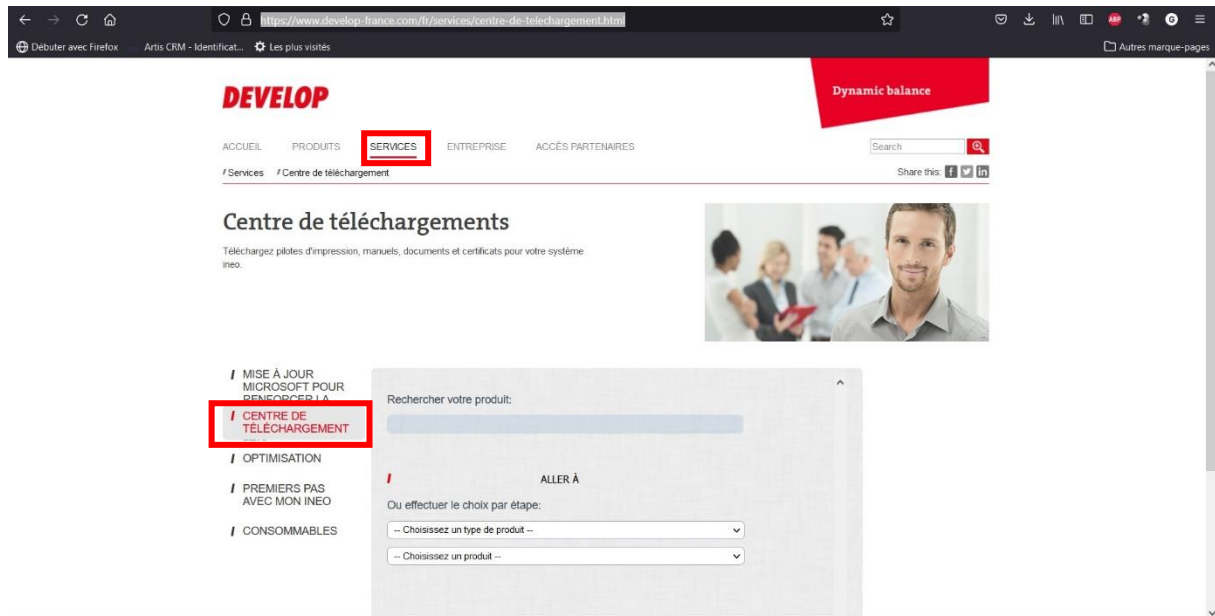 https://www.develop-france.com/fr/services/centre-de-telechargement.html
ABP
G
Débuter avec Firefox Artis CRM - Identificat... Les plus visités Autres marque-pages
DEVELOP
Dynamic balance
ACCUEIL PRODUITS SERVICES ENTREPRISE ACCÈS PARTENAIRES Search
/ Services / Centre de téléchargement Share this: f in
Centre de téléchargements
Téléchargez pilotes d'impression, manuels, documents et certificats pour votre système
ineo.
/ MISE À JOUR
MICROSOFT POUR
RENFORCER LA
/ CENTRE DE
TÉLÉCHARGEMENT
/ OPTIMISATION
/ PREMIERS PAS
AVEC MON INEO
/ CONSOMMABLES
Rechercher votre produit:
/ ALLER À
Ou effectuer le choix par étape:
-- Choisissez un type de produit --
-- Choisissez un produit --